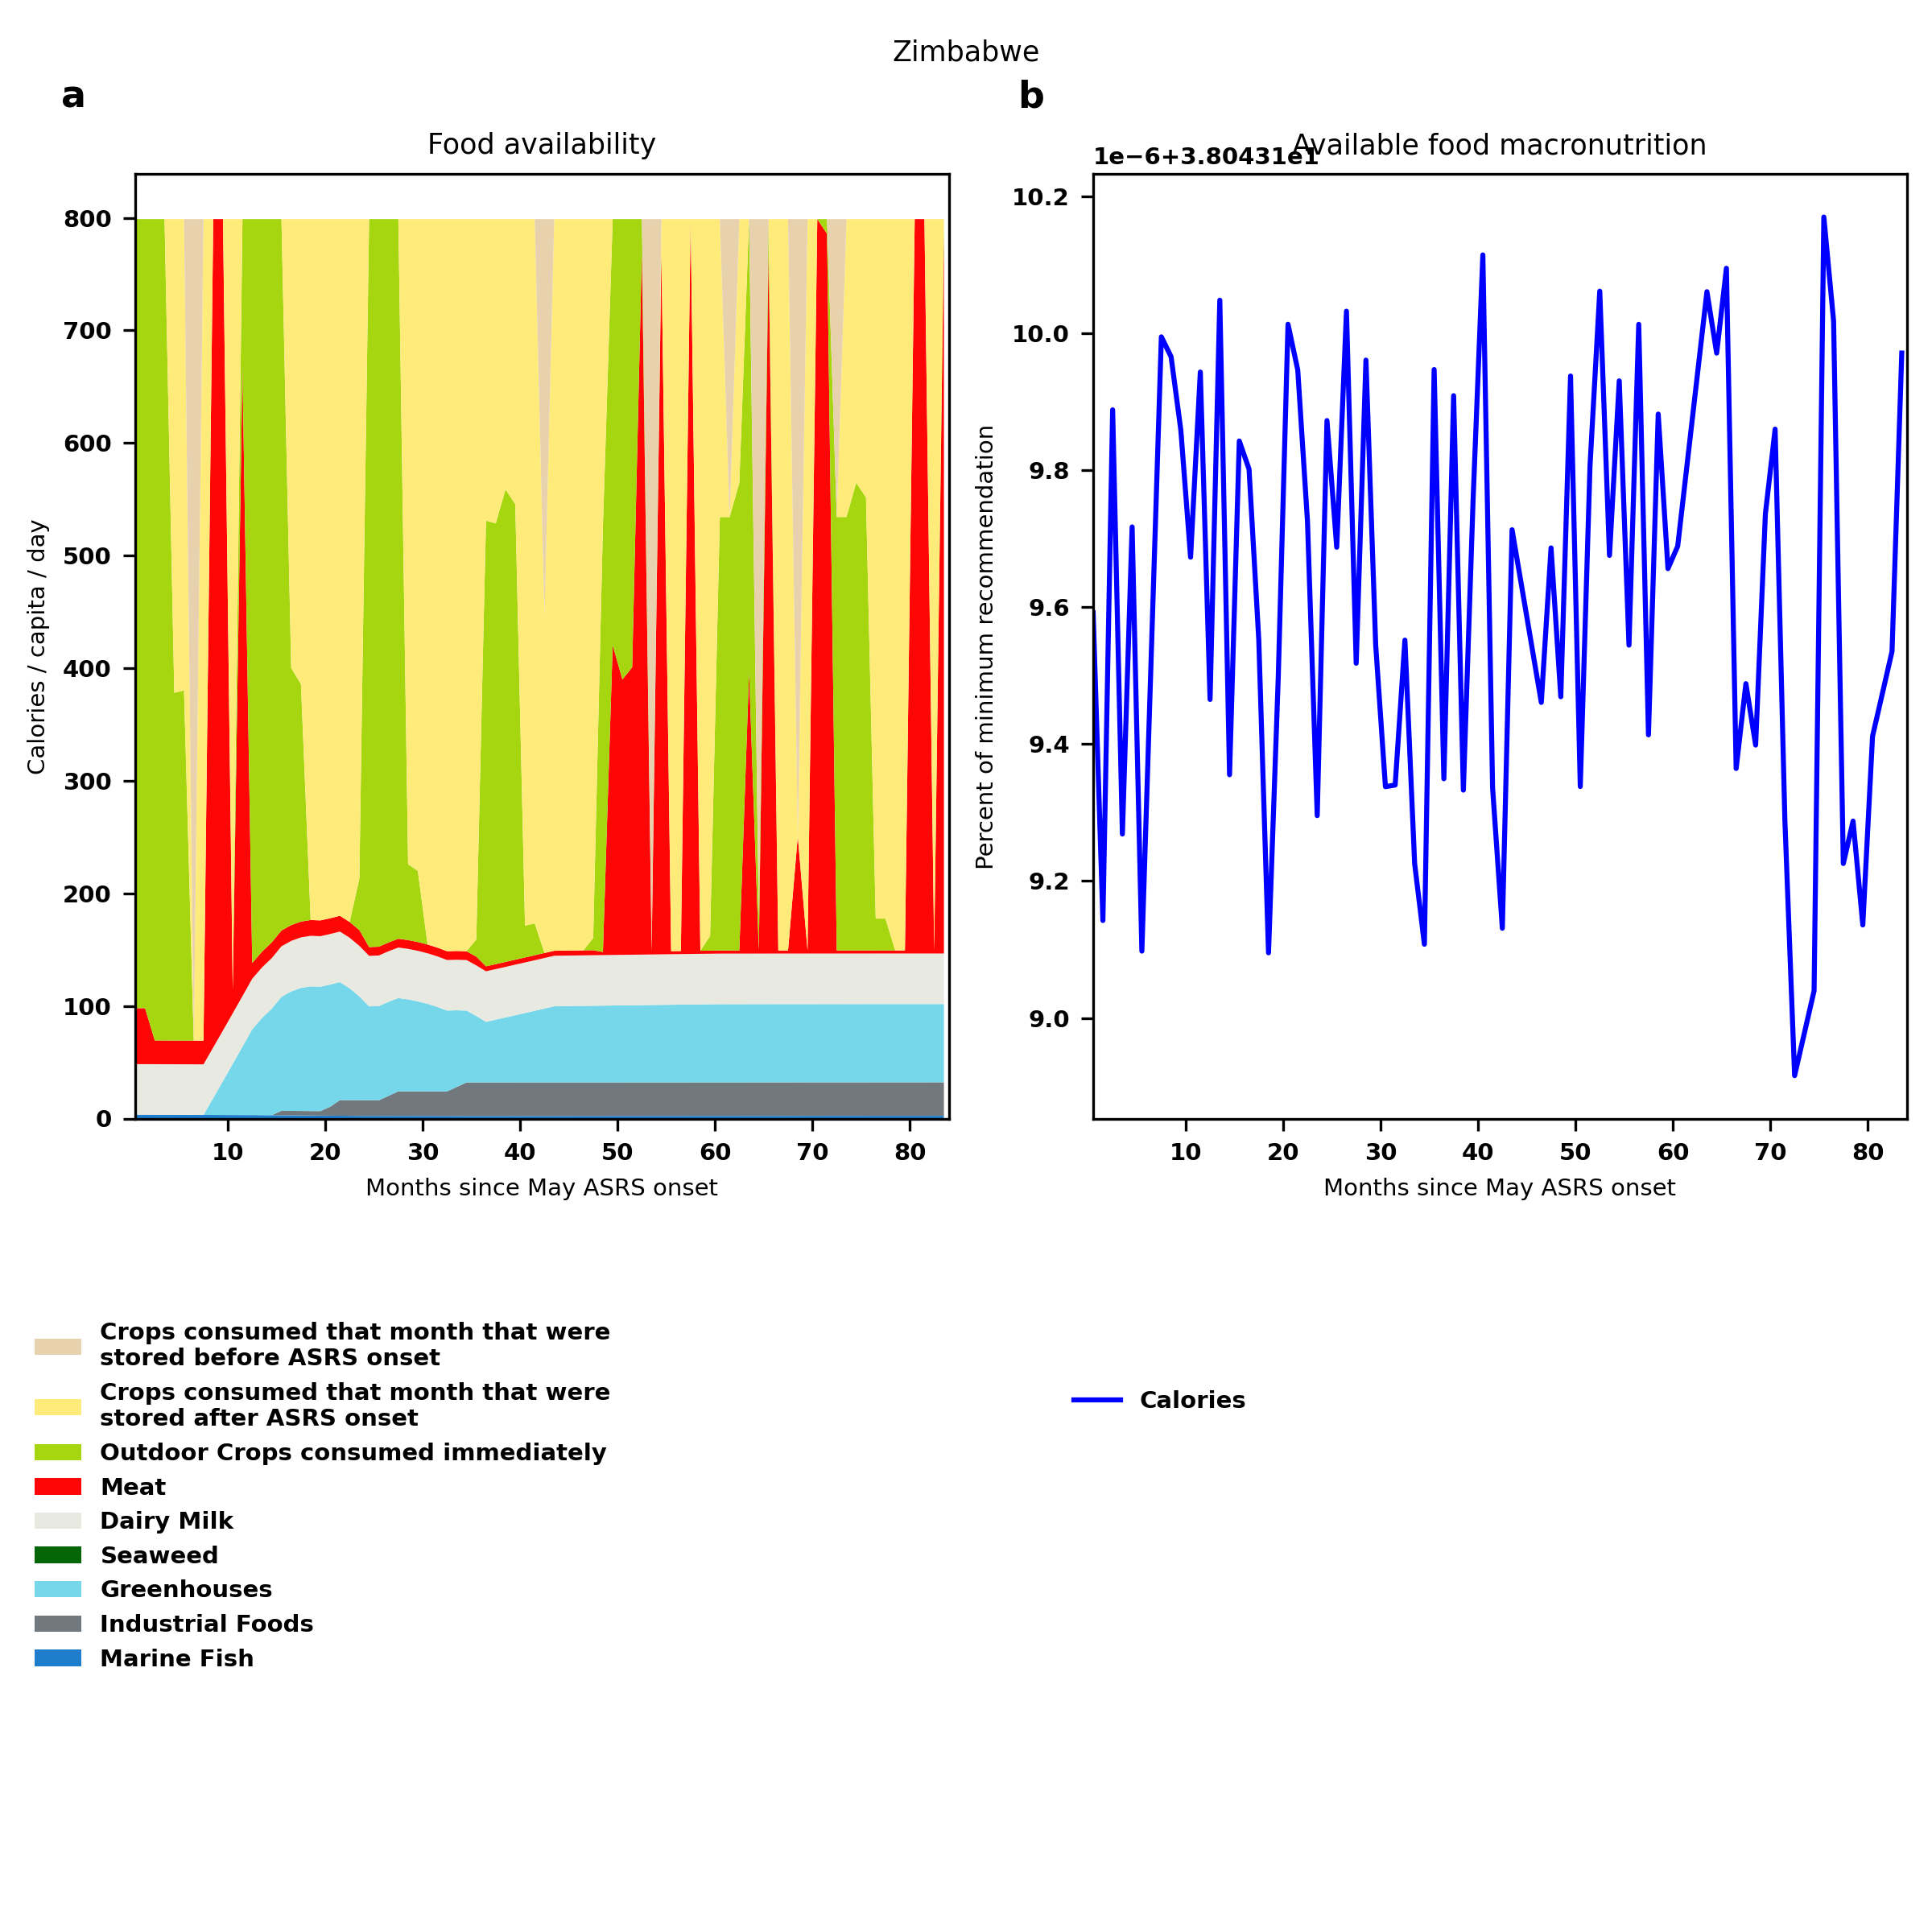 Zimbabwe
a
b
Food availability
Available food macronutrition
1e−6+3.80431e1
800
700
600
500
400
300
200
100
0
Calories / capita / day
10 20 30 40 50 60 70 80
Months since May ASRS onset
10.2
10.0
9.8
9.6
9.4
9.2
9.0
Percent of minimum recommendation
10 20 30 40 50 60 70 80
Months since May ASRS onset
Crops consumed that month that were
stored before ASRS onset
Crops consumed that month that were
stored after ASRS onset
Outdoor Crops consumed immediately
Meat
Dairy Milk
Seaweed
Greenhouses
Industrial Foods
Marine Fish
Calories